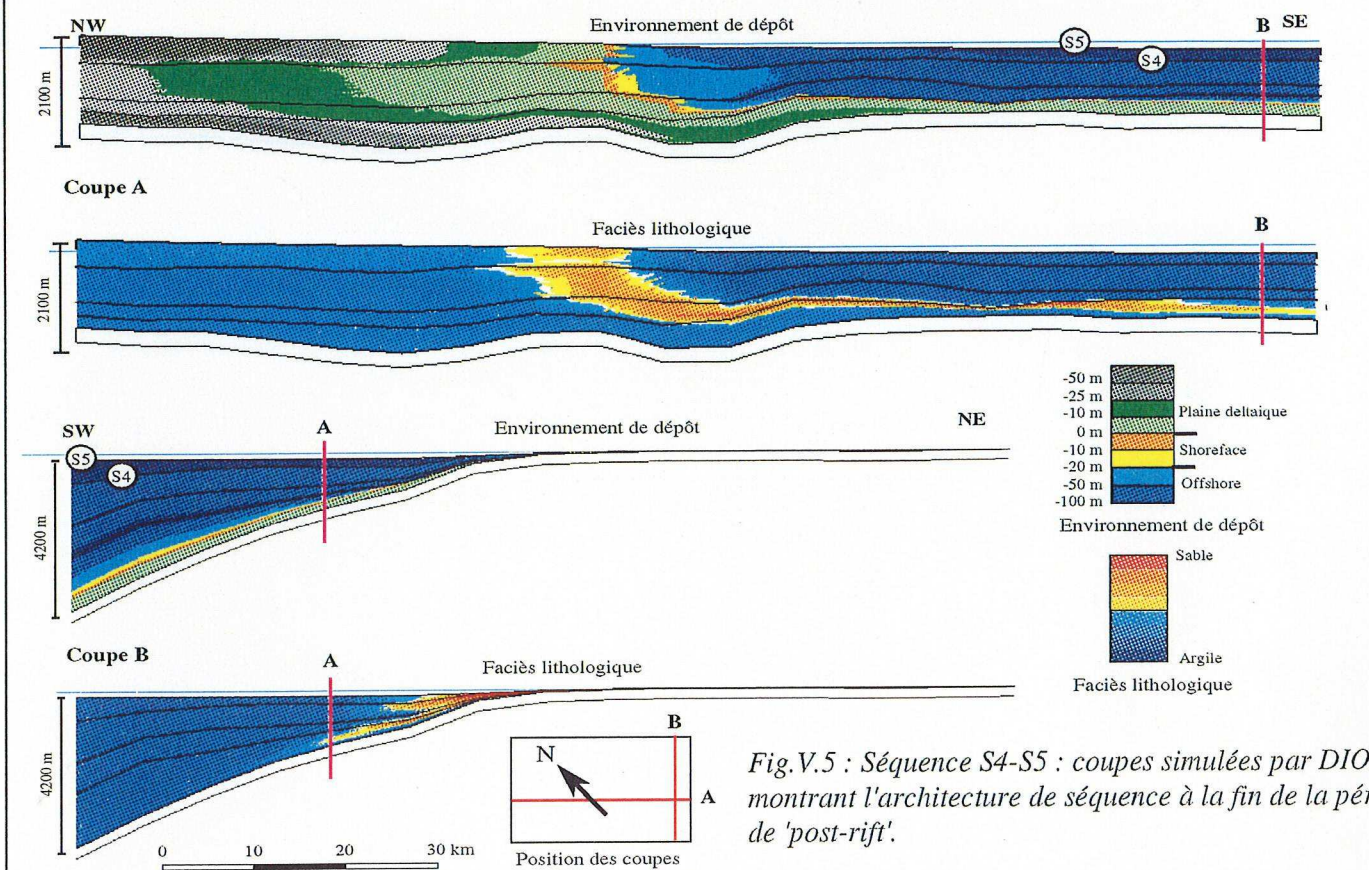 NW
Environnement de dépôt
S5
S4
B
SE
2100 m
Coupe A
Faciès lithologique
B
2100 m
-50 m
-25 m
-10 m
0 m
-10 m
-20 m
-50 m
-100 m
Plaine deltaique
Shoreface
Offshore
Environnement de dépôt
SW
A
Environnement de dépôt
NE
S5
S4
4200 m
Sable
Argile
Faciès lithologique
Coupe B
A
Faciès lithologique
4200 m
0 10 20 30 km
B
N
A
Position des coupes
Fig.V.5 : Séquence S4-S5 : coupes simulées par DIO
montrant l'architecture de séquence à la fin de la pér
de 'post-rift'.